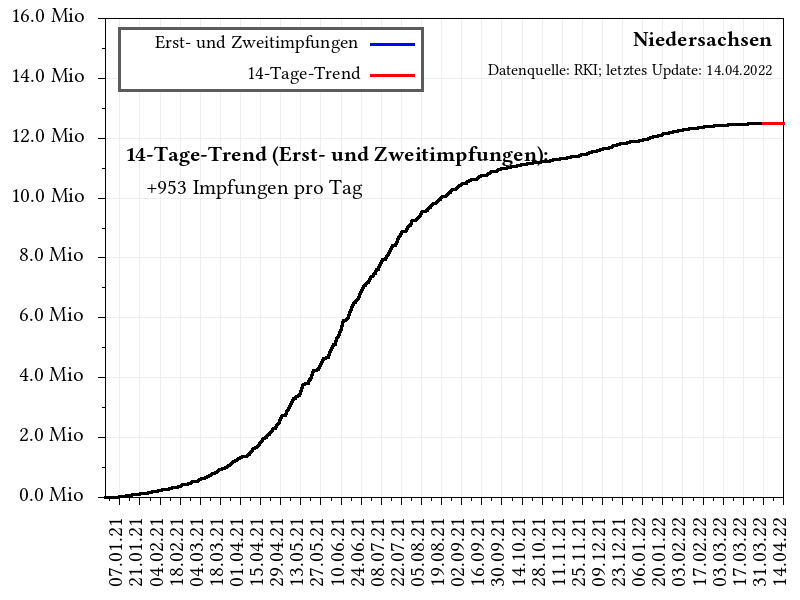 16.0 Mio
14.0 Mio
12.0 Mio
10.0 Mio
8.0 Mio
6.0 Mio
4.0 Mio
2.0 Mio
0.0 Mio
Erst- und Zweitimpfungen
14-Tage-Trend
Niedersachsen
Datenquelle: RKI; letztes Update: 14.04.2022
14-Tage-Trend (Erst- und Zweitimpfungen):
+953 Impfungen pro Tag
07.01.21
21.01.21
04.02.21
18.02.21
04.03.21
18.03.21
01.04.21
15.04.21
29.04.21
13.05.21
27.05.21
10.06.21
24.06.21
08.07.21
22.07.21
05.08.21
19.08.21
02.09.21
16.09.21
30.09.21
14.10.21
28.10.21
11.11.21
25.11.21
09.12.21
23.12.21
06.01.22
20.01.22
03.02.22
17.02.22
03.03.22
17.03.22
31.03.22
14.04.22